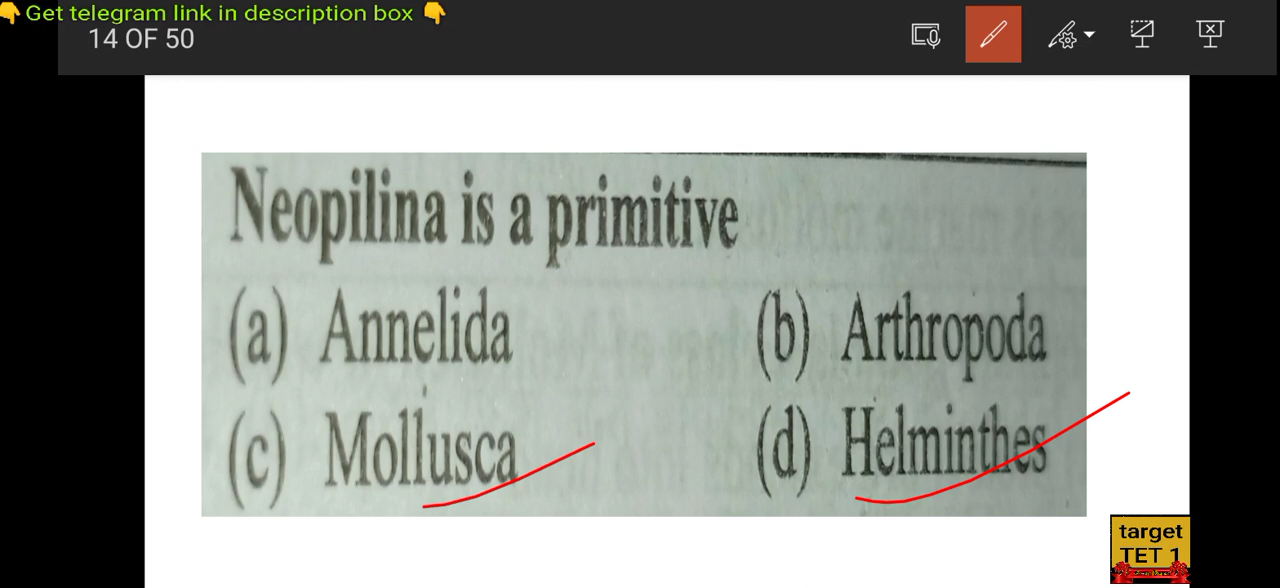 👇 Get telegram link in description box 👇
14 OF 50
Neopilina is a primitive
(a) Annelida (b) Arthropoda
(c) Mollusca (d) Helminthes
target
TET 1